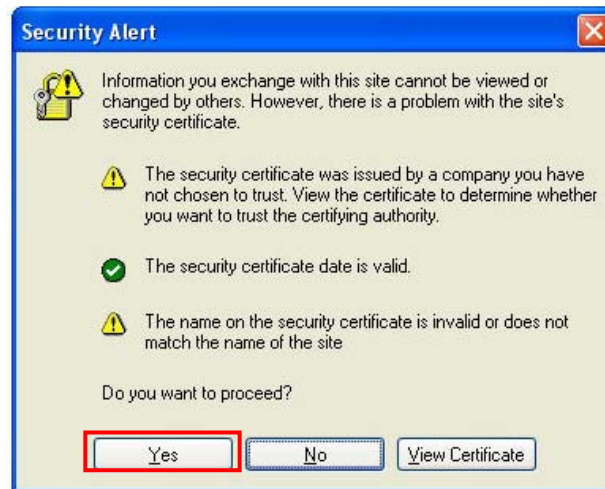 Security Alert
Information you exchange with this site cannot be viewed or
changed by others. However, there is a problem with the site's
security certificate.
The security certificate was issued by a company you have
not chosen to trust. View the certificate to determine whether
you want to trust the certifying authority.
The security certificate date is valid.
The name on the security certificate is invalid or does not
match the name of the site
Do you want to proceed?
Yes No View Certificate